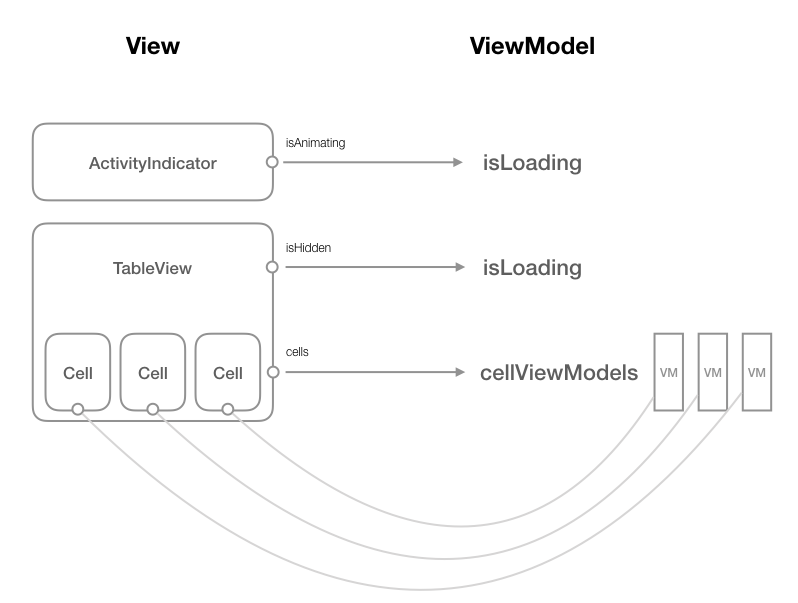 View
ViewModel
isAnimating
ActivityIndicator
isLoading
isHidden
TableView
isLoading
cells
Cell
Cell
Cell
cellViewModels
VM
VM
VM